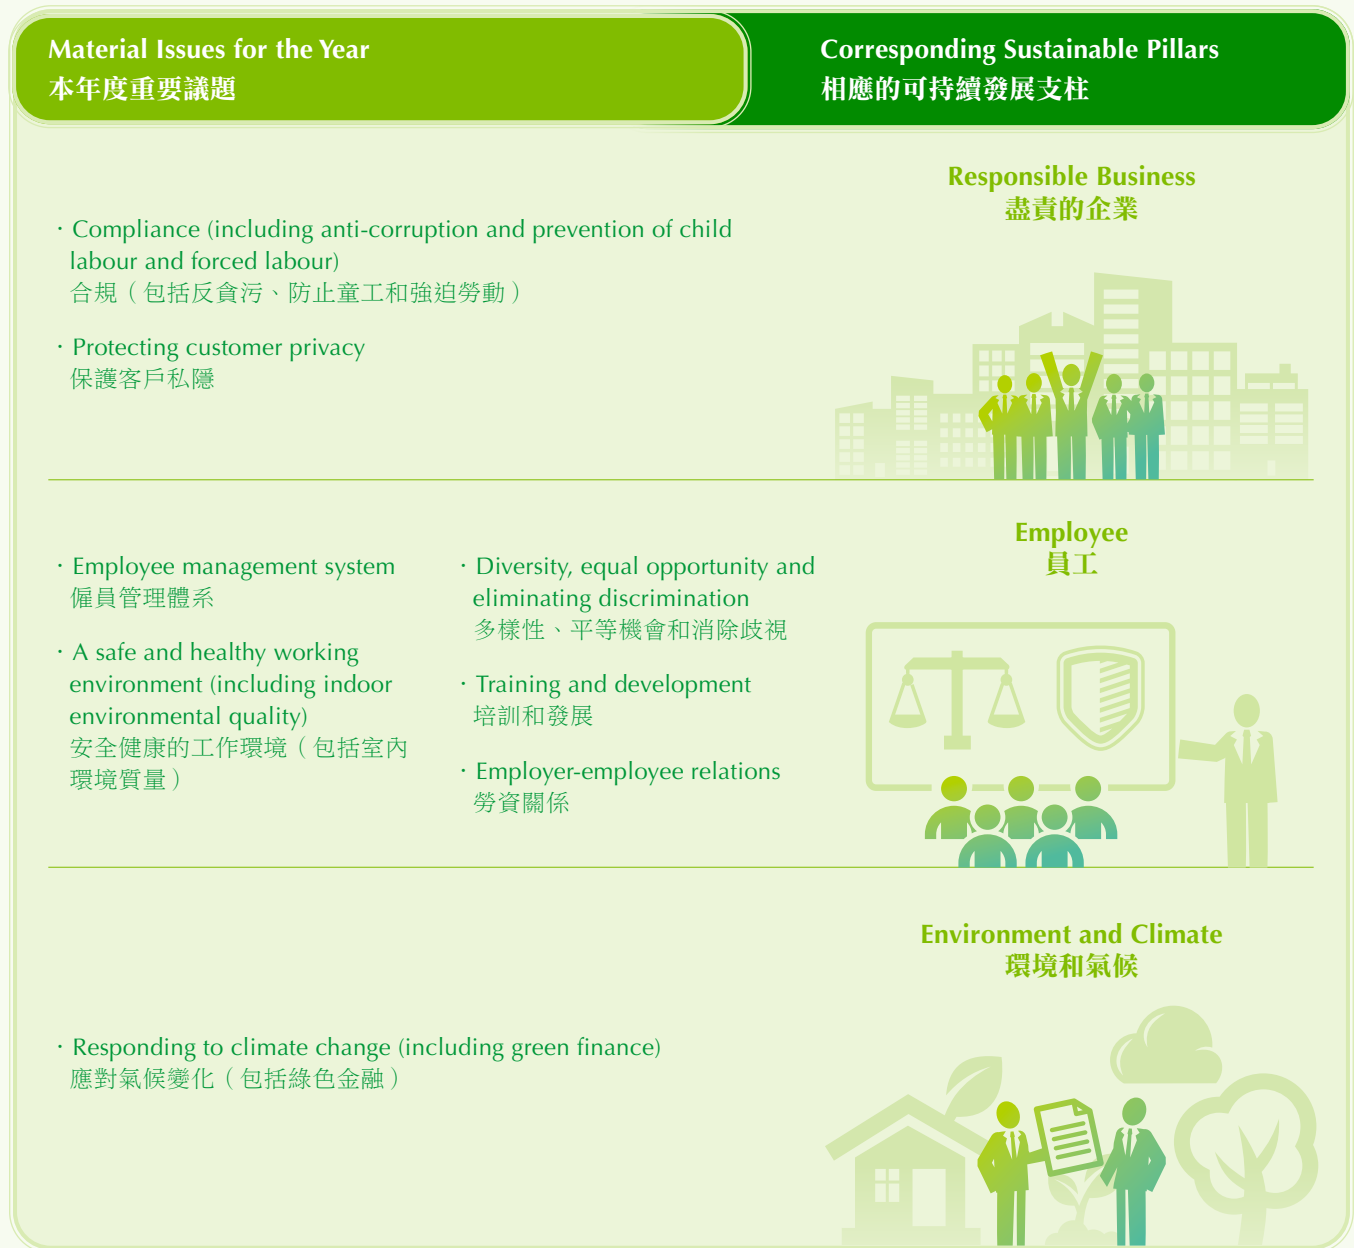 Material Issues for the Year
本年度重要議題
Corresponding Sustainable Pillars
相應的可持續發展支柱
Responsible Business
盡責的企業
· Compliance (including anti-corruption and prevention of child
labour and forced labour)
合規（包括反貪污、防止童工和強迫勞動）
· Protecting customer privacy
保護客戶私隱
Employee
員工
· Employee management system
僱員管理體系
· A safe and healthy working
environment (including indoor
environmental quality)
安全健康的工作環境（包括室內
環境質量）
· Diversity, equal opportunity and
eliminating discrimination
多樣性、平等機會和消除歧視
· Training and development
培訓和發展
· Employer-employee relations
勞資關係
Environment and Climate
環境和氣候
· Responding to climate change (including green finance)
應對氣候變化（包括綠色金融）